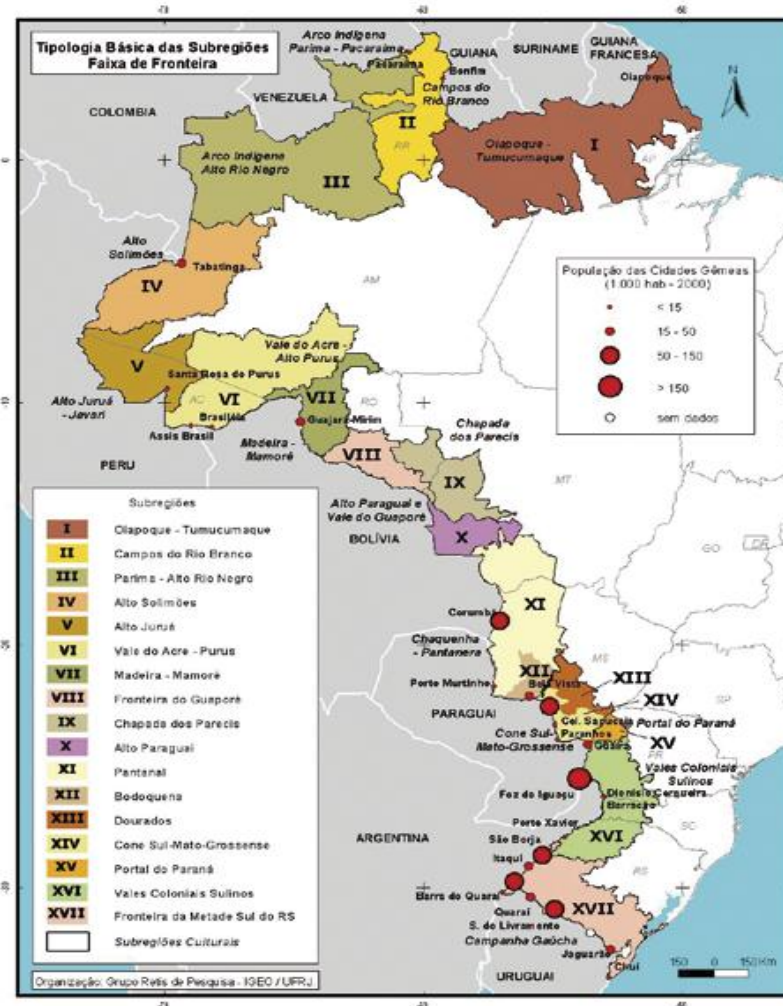 Tipologia Básica das Subregiões
Faixa de Fronteira
Arco Indígena
Parima - Pacaraima
Pacaraima
GUIANA
SURINAME
GUIANA
FRANCESA
Oiapoque
Bonfim
Campos do
Rio Branco
VENEZUELA
COLOMBIA
N
II
RR
Oiapoque -
Tumucumaque
I
AP
0
Arco Indígena
Alto Rio Negro
III
Alto
Solimões
Tabatinga
IV
AM
População das Cidades Gêmeas
(1.000 hab - 2000)
< 15
15 - 50
50 - 150
> 150
sem dados
Vale do Acre -
Alto Purus
V
Santa Rosa do Purus
AC
VI
VII
RO
Alto Juruá
- Javari
Brasiléia
Assis Brasil
Guajará-Mirim
Madeira -
Mamoré
Chapada
dos Parecis
PERU
VIII
IX
MT
Alto Paraguai e
Vale do Guaporé
BOLÍVIA
X
GO
DF
XI
Corumbá
Chaquenha
- Pantanera
MS
XII
Bela Vista
XIII
Porto Murtinho
XIV
SP
PARAGUAI
Cel. Sapucaia
Paranhos
Portal do Paraná
Cone Sul-
Mato-Grossense
Guaíra
XV
PR
Vales Coloniais
Sulinos
Foz do Iguaçu
Dionísio Cerqueira
Barracão
Porto Xavier
SC
ARGENTINA
São Borja
XVI
Itaqui
RS
Barra do Quaraí
Quaraí
XVII
S. do Livramento
Campanha Gaúcha
Jaguarão
Chuí
URUGUAI
150 0 150 Km
Subregiões
I Oiapoque - Tumucumaque
II Campos do Rio Branco
III Parima - Alto Rio Negro
IV Alto Solimões
V Alto Juruá
VI Vale do Acre - Purus
VII Madeira - Mamoré
VIII Fronteira do Guaporé
IX Chapada dos Parecis
X Alto Paraguai
XI Pantanal
XII Bodoquena
XIII Dourados
XIV Cone Sul-Mato-Grossense
XV Portal do Paraná
XVI Vales Coloniais Sulinos
XVII Fronteira da Metade Sul do RS
Subregiões Culturais
Organização: Grupo Retis de Pesquisa - IGEO / UFRJ